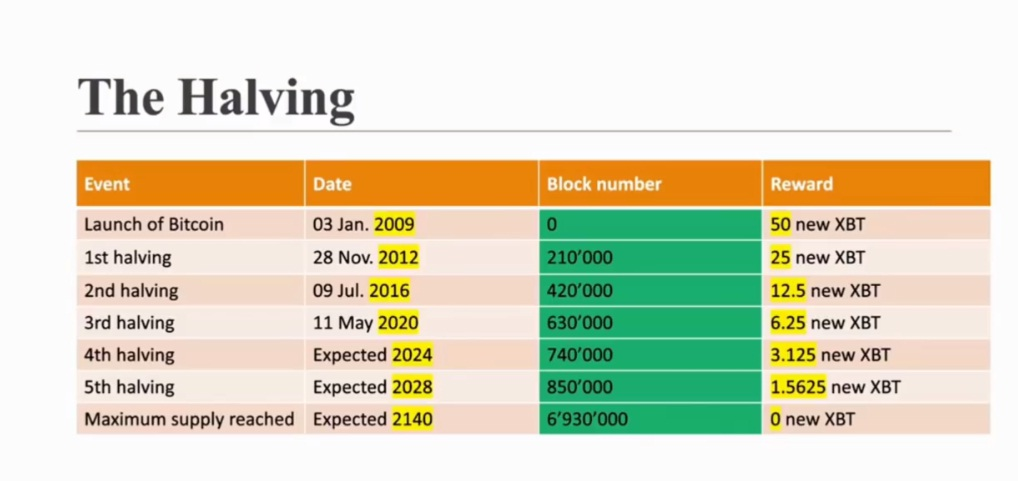 The Halving
Event Date Block number Reward
Launch of Bitcoin 03 Jan. 2009 0 50 new XBT
1st halving 28 Nov. 2012 210’000 25 new XBT
2nd halving 09 Jul. 2016 420’000 12.5 new XBT
3rd halving 11 May 2020 630’000 6.25 new XBT
4th halving Expected 2024 740’000 3.125 new XBT
5th halving Expected 2028 850’000 1.5625 new XBT
Maximum supply reached Expected 2140 6’930’000 0 new XBT